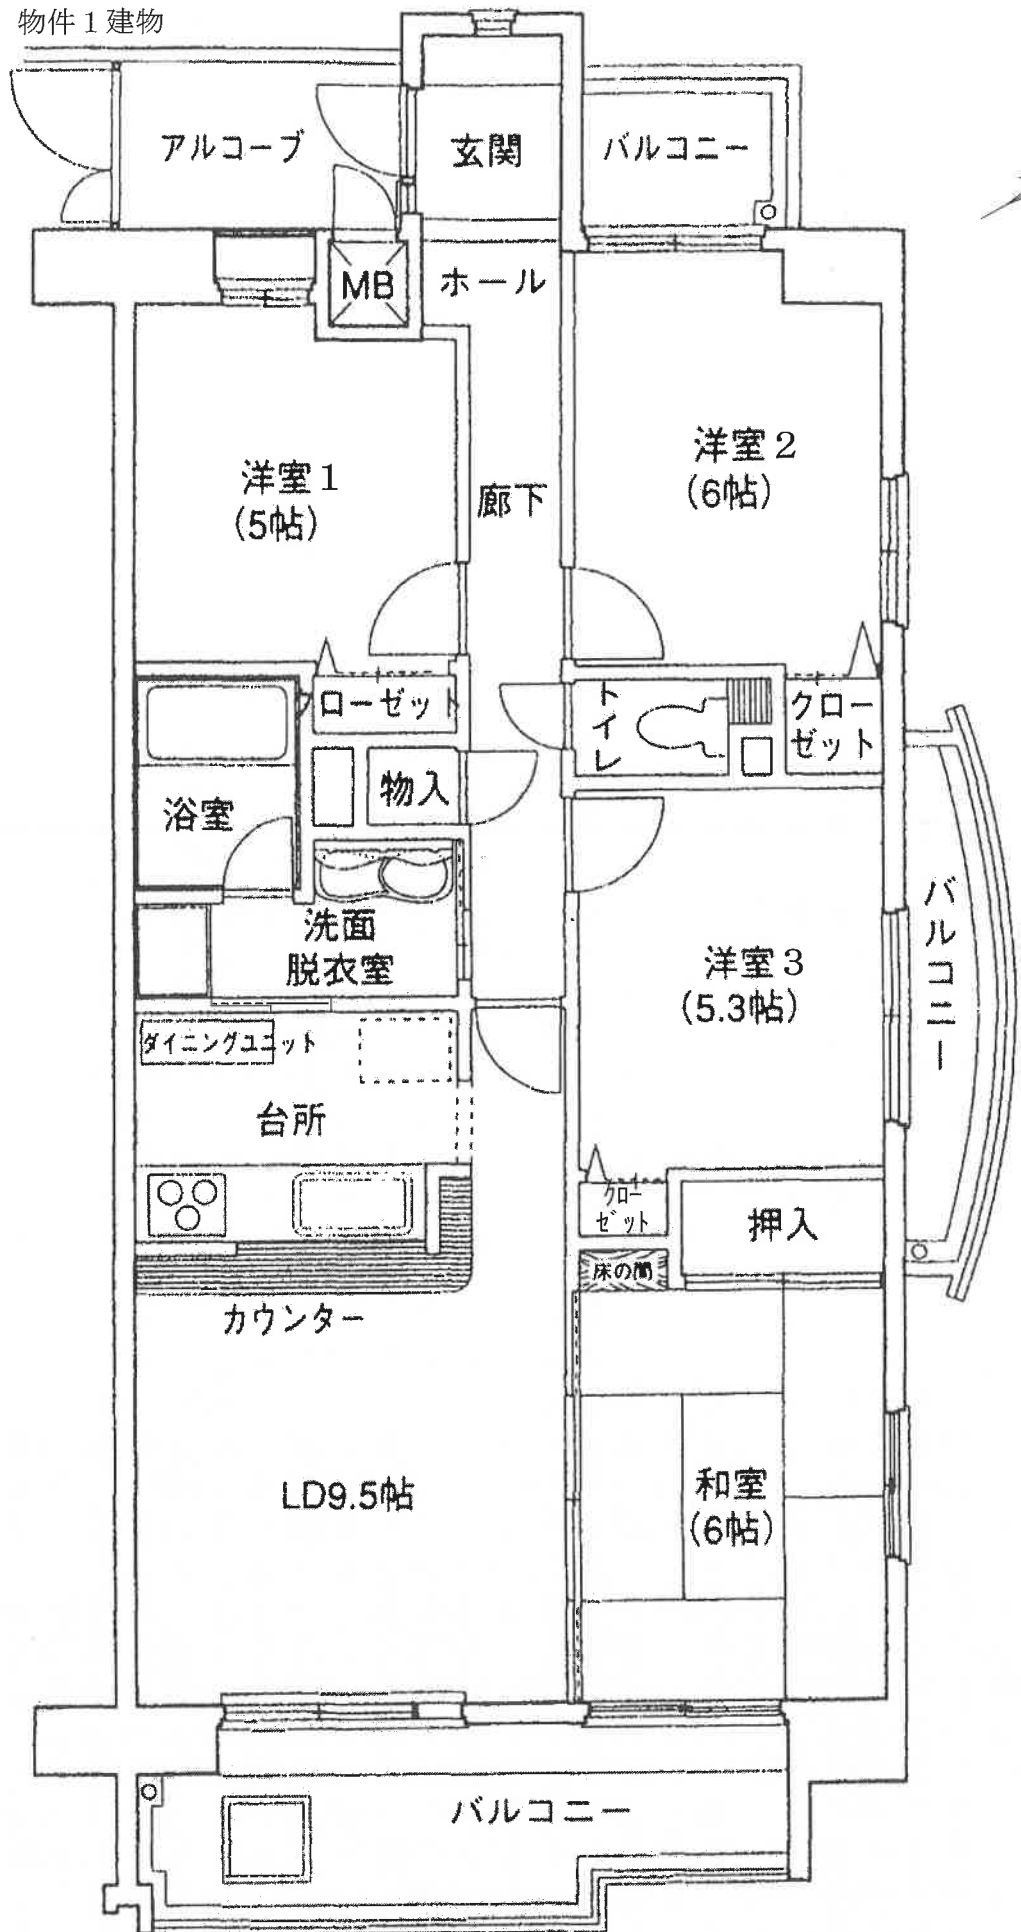 物件１建物
アルコーブ
玄関
バルコニー
MB
ホール
洋室１
(5帖)
廊下
洋室２
(6帖)
ローゼット
トイレ
クロー
ゼット
物入
浴室
洗面
脱衣室
洋室３
(5.3帖)
バルコニー
ダイニングユニット
台所
クロー
ゼット
押入
床の間
カウンター
LD9.5帖
和室
(6帖)
バルコニー